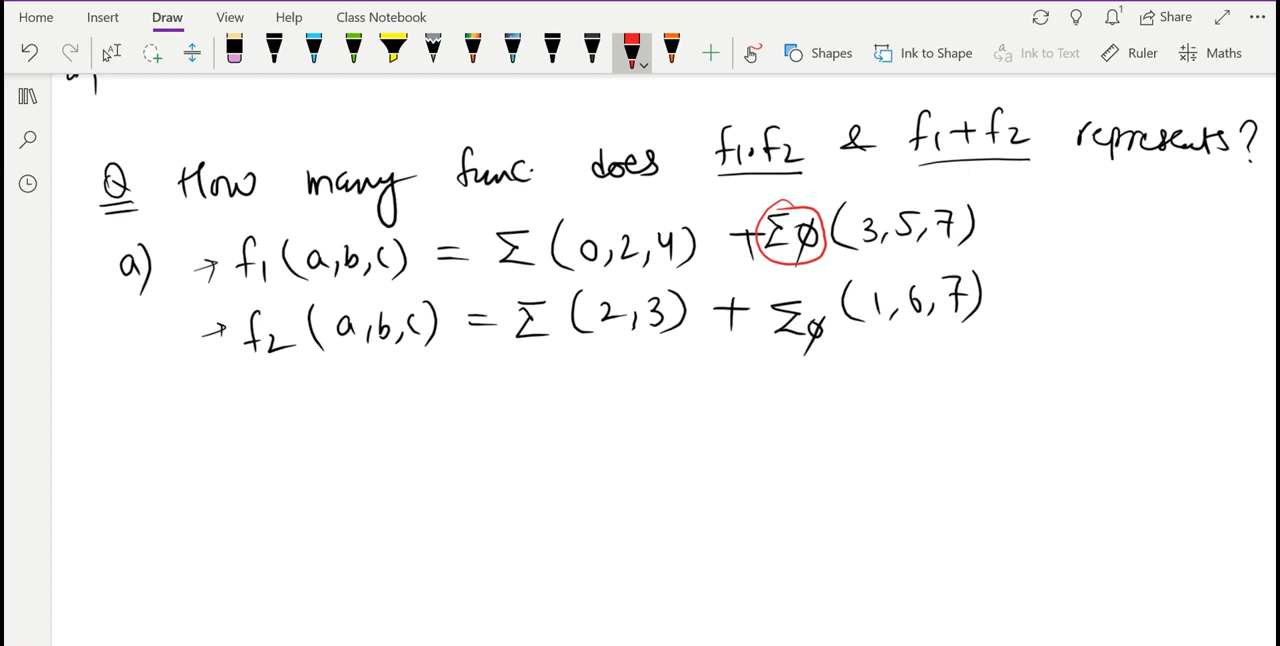 Home Insert Draw View Help Class Notebook 1 Share
Shapes Ink to Shape Ink to Text Ruler Maths
Q How many func. does f1.f2 & f1+f2 represents?
a) → f1(a,b,c) = Σ(0,2,4) + Σφ(3,5,7)
→ f2(a,b,c) = Σ(2,3) + Σφ(1,6,7)